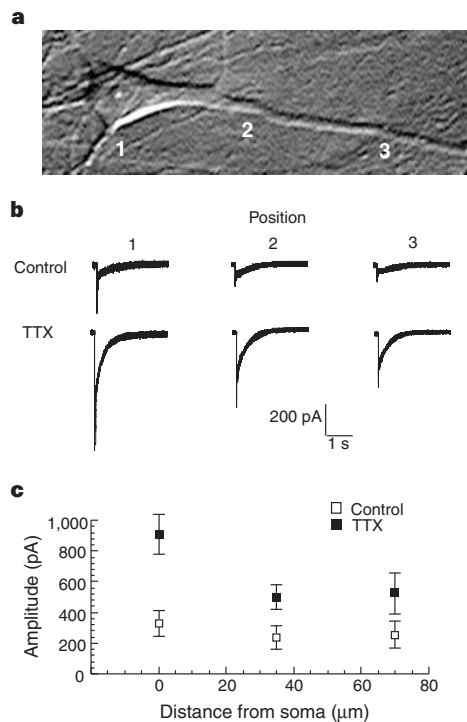 a
1
2
3
b
Position
1 2 3
Control
TTX
200 pA
1 s
c
Control
TTX
1,000
800
600
400
200
0
Amplitude (pA)
0 20 40 60 80
Distance from soma (μm)